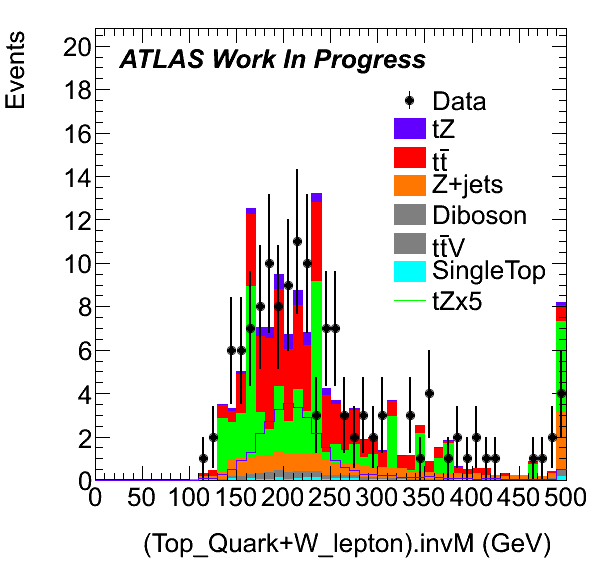 Events
20
18
16
14
12
10
8
6
4
2
0
ATLAS Work In Progress
Data
tZ
tt̄
Z+jets
Diboson
tt̄V
SingleTop
tZx5
0 50 100 150 200 250 300 350 400 450 500
(Top_Quark+W_lepton).invM (GeV)